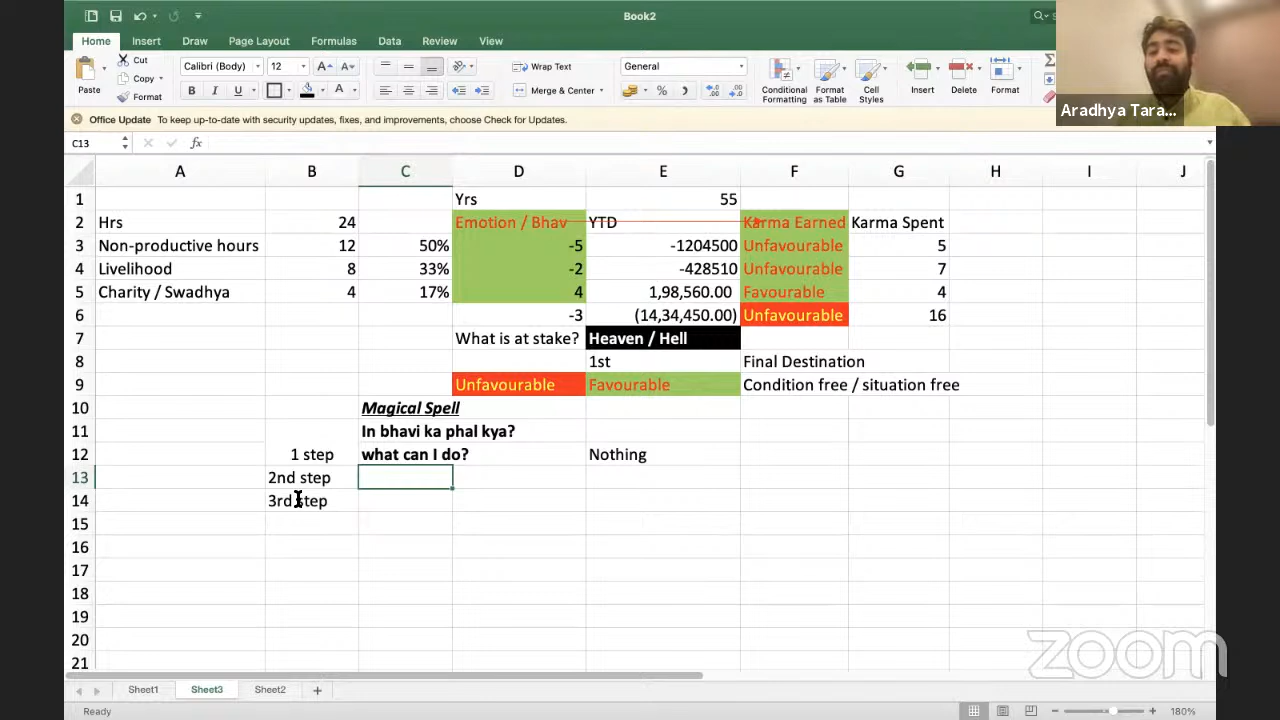 Book2
Home Insert Draw Page Layout Formulas Data Review View
Cut
Copy
Format
Paste
Calibri (Body) 12
B I U
Wrap Text
Merge & Center
General
Conditional Formatting
Format as Table
Cell Styles
Insert
Delete
Format
Aradhya Tara...
Office Update To keep up-to-date with security updates, fixes, and improvements, choose Check for Updates.
C13 fx
A B C D E F G H I J
1 Yrs 55
2 Hrs 24 Emotion / Bhav YTD Karma Earned Karma Spent
3 Non-productive hours 12 50% -5 -1204500 Unfavourable 5
4 Livelihood 8 33% -2 -428510 Unfavourable 7
5 Charity / Swadhya 4 17% 4 1,98,560.00 Favourable 4
6 -3 (14,34,450.00) Unfavourable 16
7 What is at stake? Heaven / Hell
8 1st Final Destination
9 Unfavourable Favourable Condition free / situation free
10 Magical Spell
11 In bhavi ka phal kya?
12 1 step what can I do? Nothing
13 2nd step
14 3rd step
15
16
17
18
19
20
21
zoom
Sheet1 Sheet3 Sheet2 +
Ready 180%